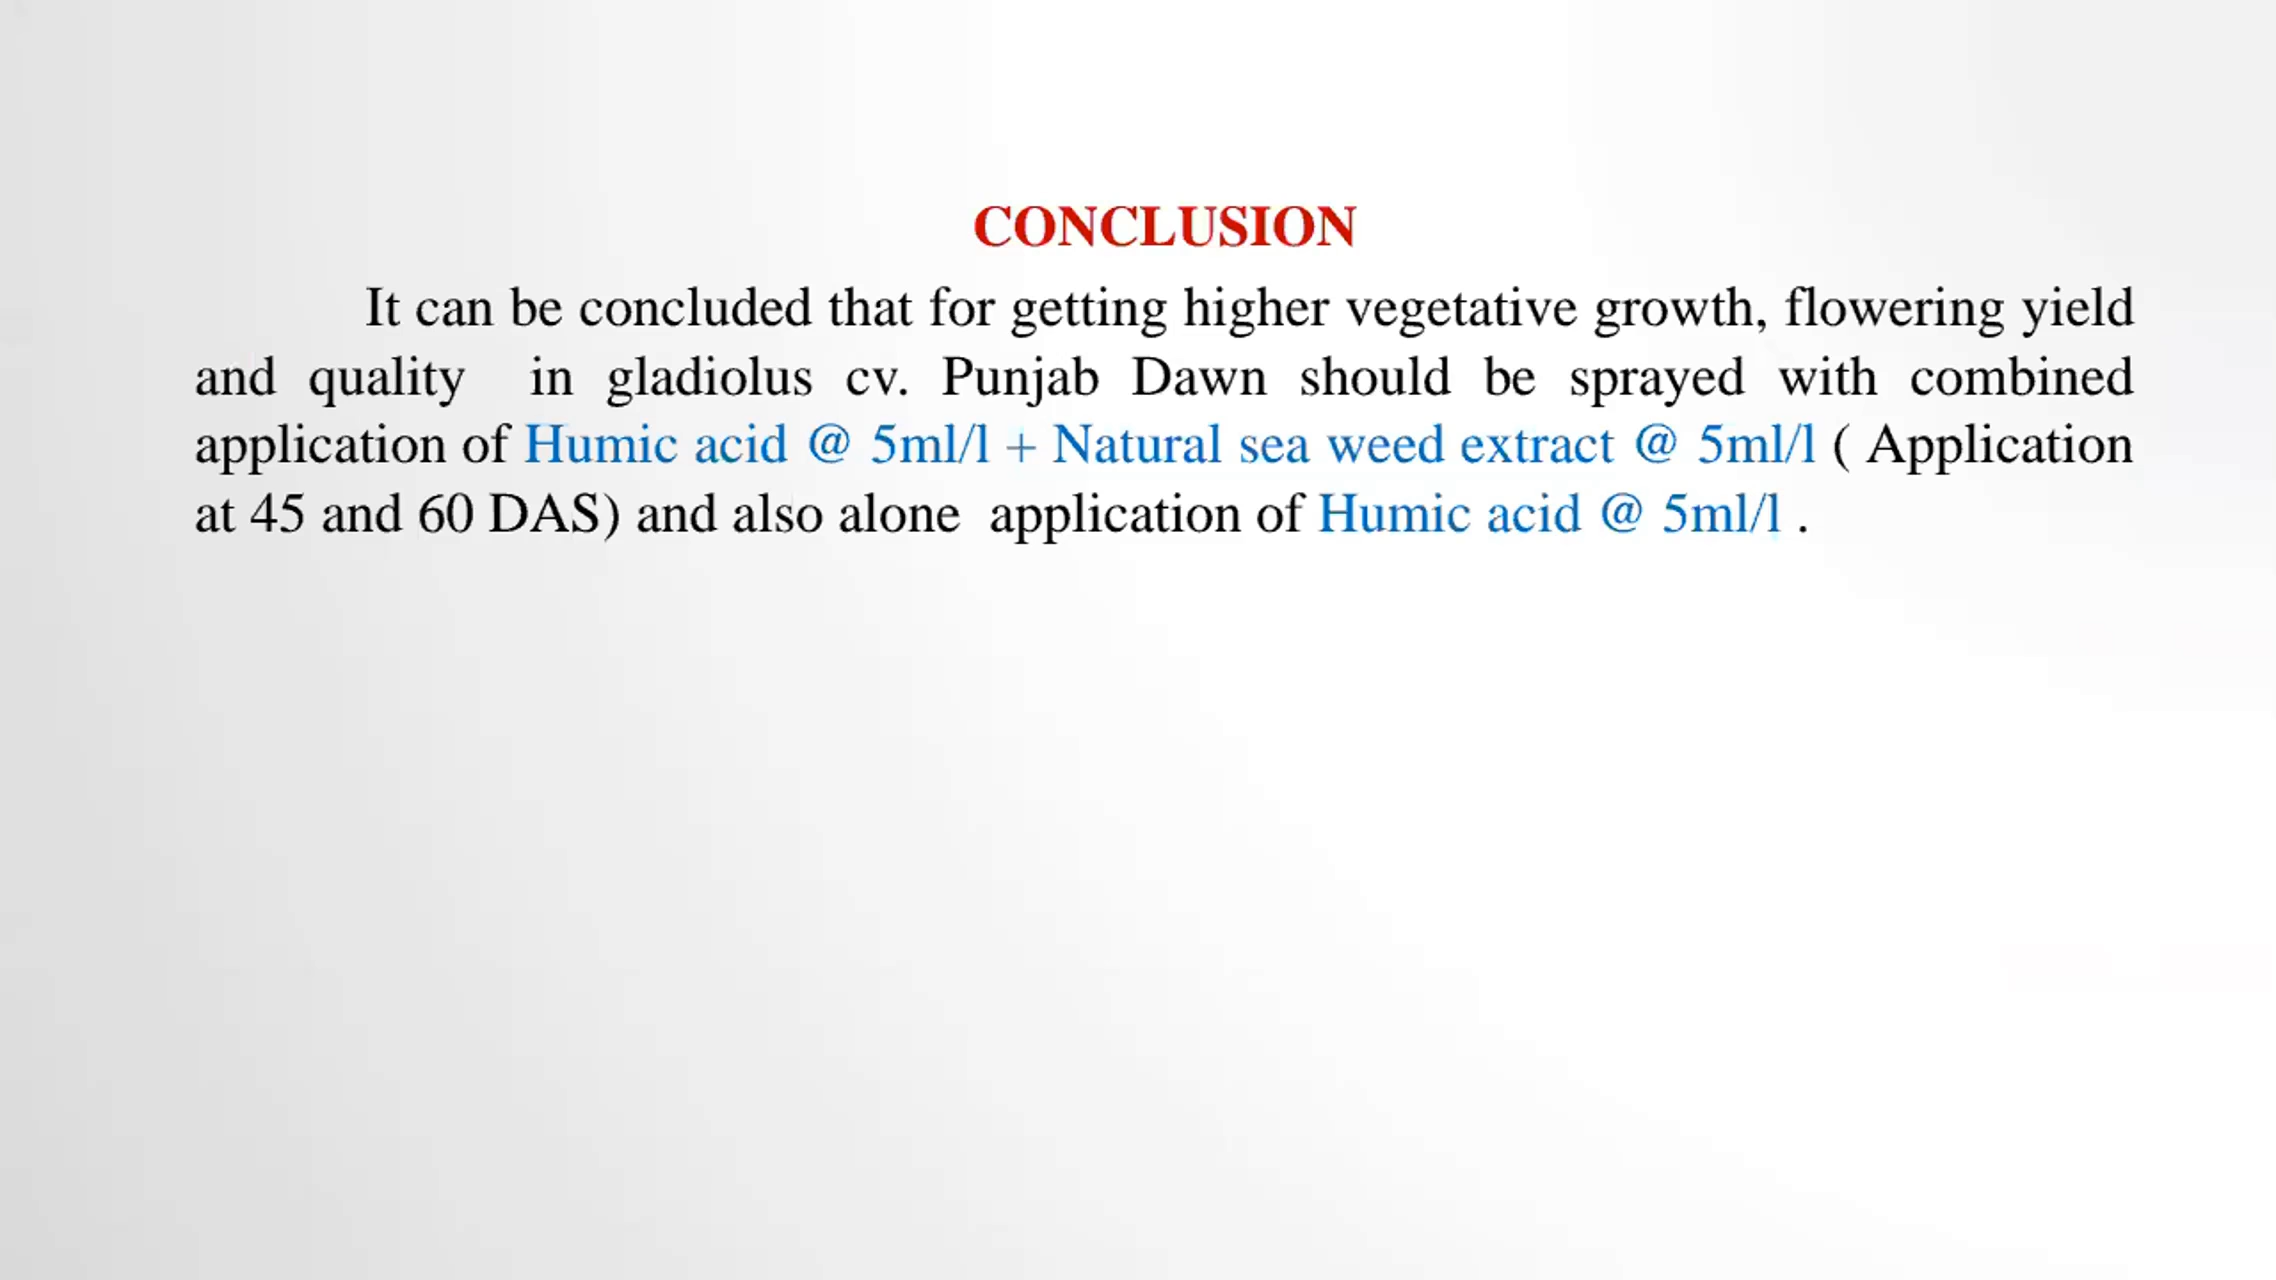 CONCLUSION
It can be concluded that for getting higher vegetative growth, flowering yield
and quality in gladiolus cv. Punjab Dawn should be sprayed with combined
application of Humic acid @ 5ml/l + Natural sea weed extract @ 5ml/l ( Application
at 45 and 60 DAS) and also alone application of Humic acid @ 5ml/l .